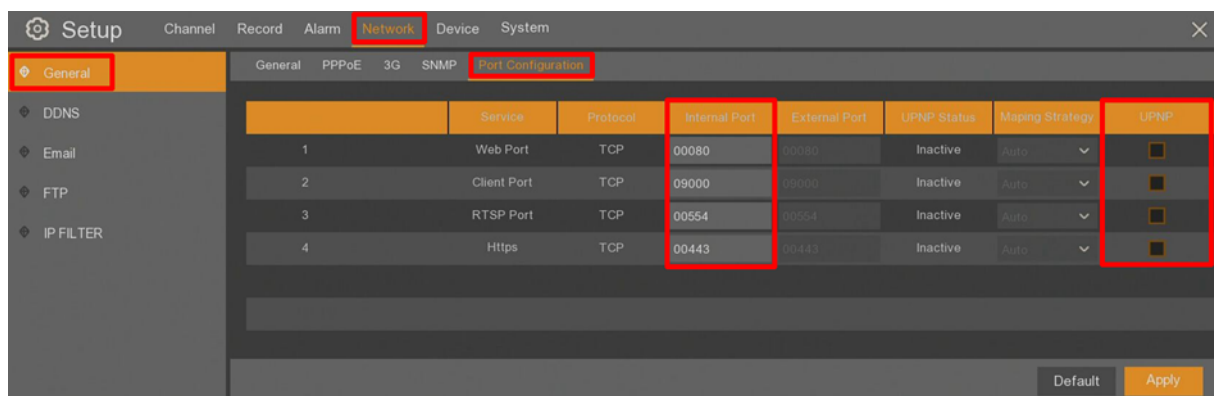 Setup Channel Record Alarm Network Device System
General General PPPoE 3G SNMP Port Configuration
DDNS
Email
FTP
IP FILTER
Service Protocol Internal Port External Port UPNP Status Maping Strategy UPNP
1 Web Port TCP 00080 00080 Inactive Auto
2 Client Port TCP 09000 09000 Inactive Auto
3 RTSP Port TCP 00554 00554 Inactive Auto
4 Https TCP 00443 00443 Inactive Auto
Default Apply